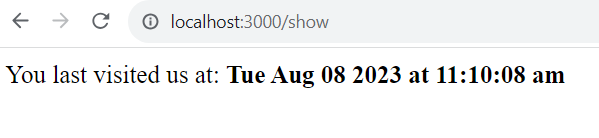 localhost:3000/show
You last visited us at: Tue Aug 08 2023 at 11:10:08 am